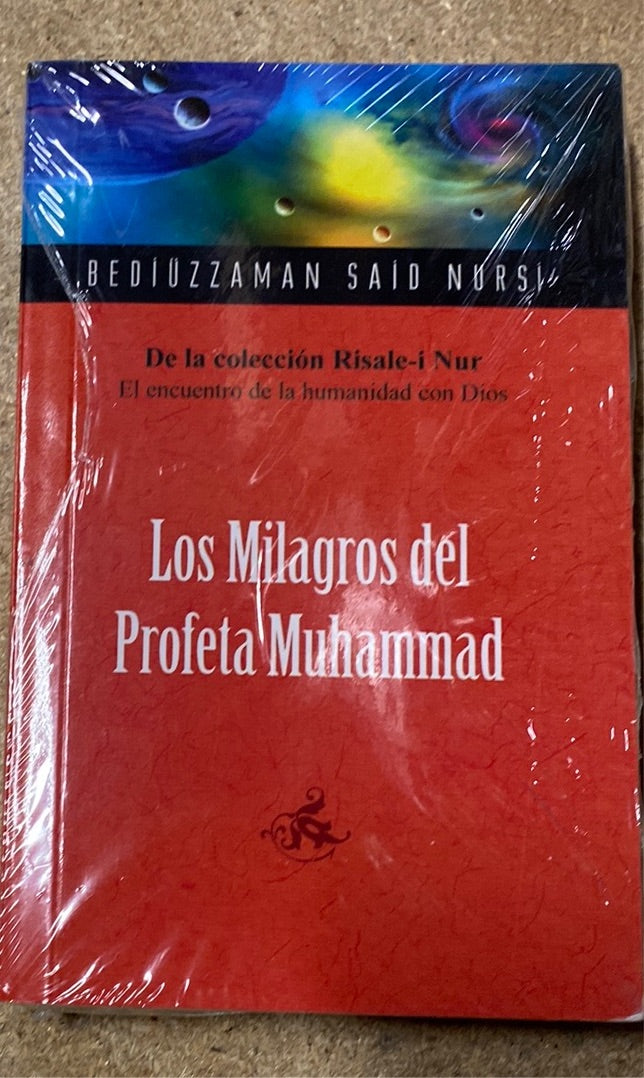 BEDİÜZZAMAN SAİD NURSİ
De la colección Risale-i Nur
El encuentro de la humanidad con Dios
Los Milagros del
Profeta Muhammad